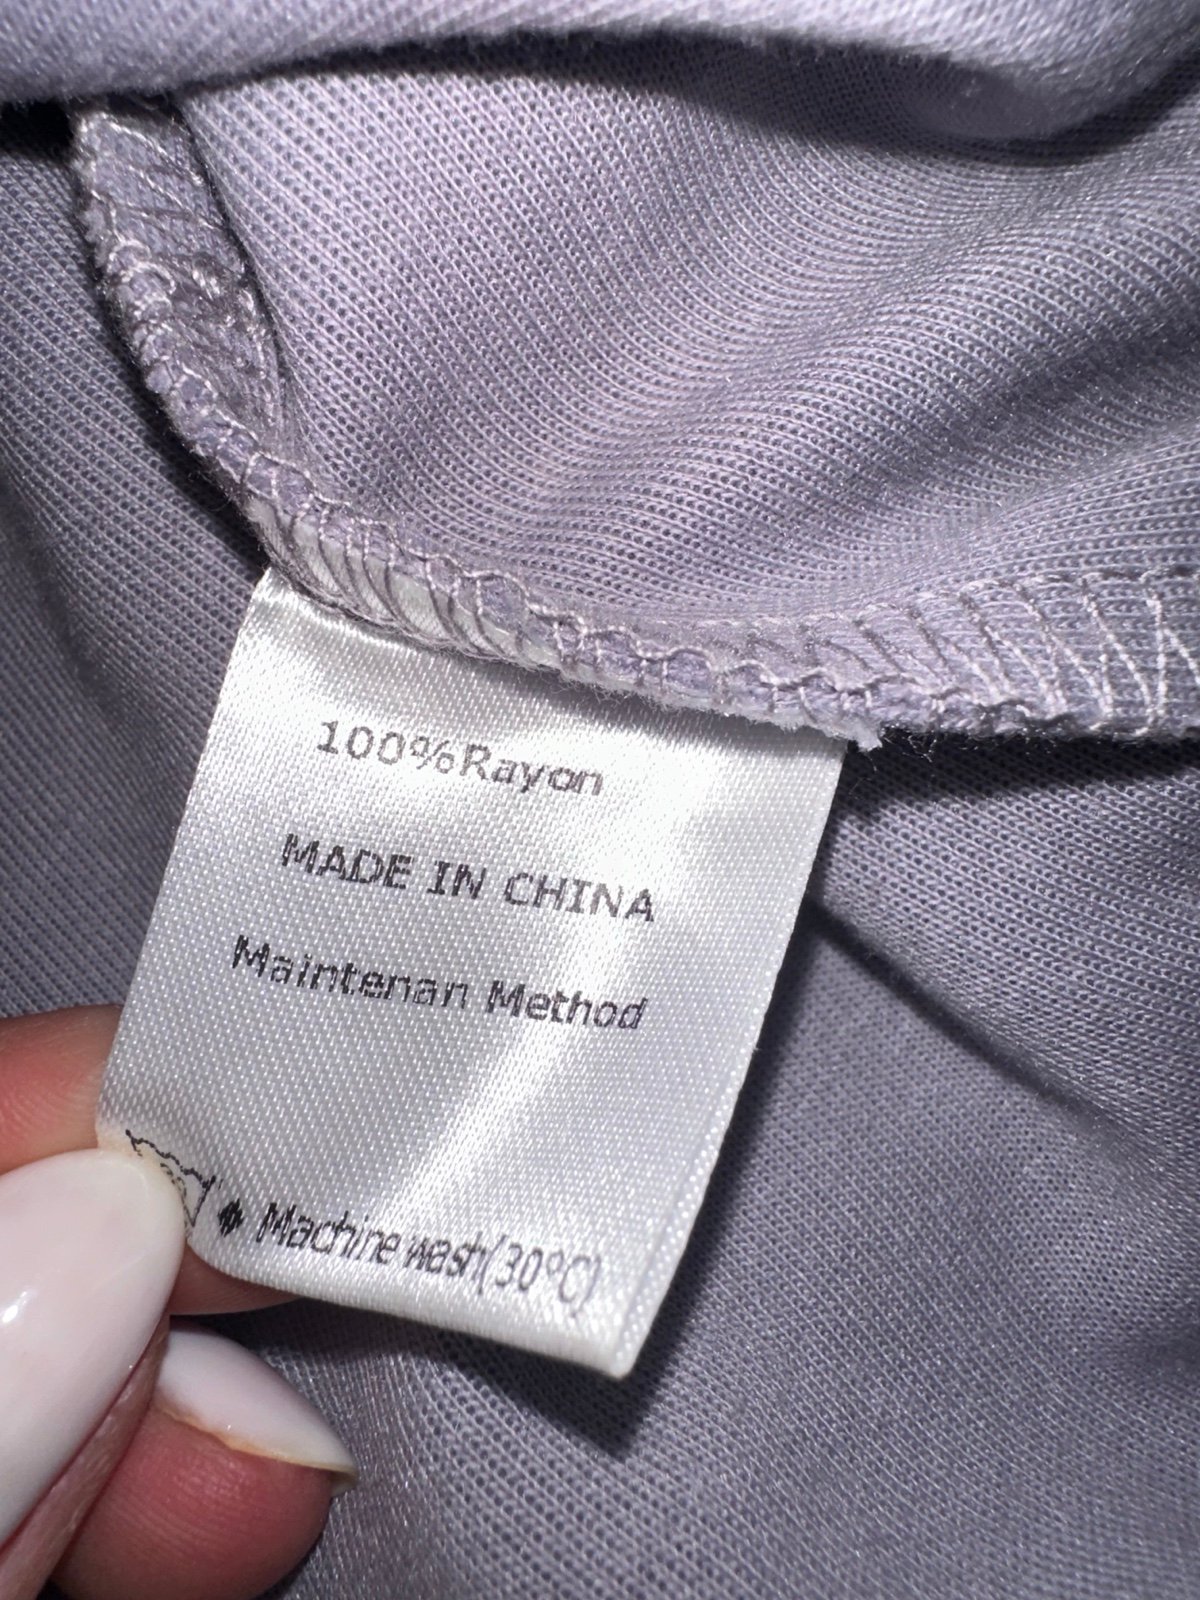 100%Rayon
MADE IN CHINA
Maintenan Method
◆ Machine wash(30°C)